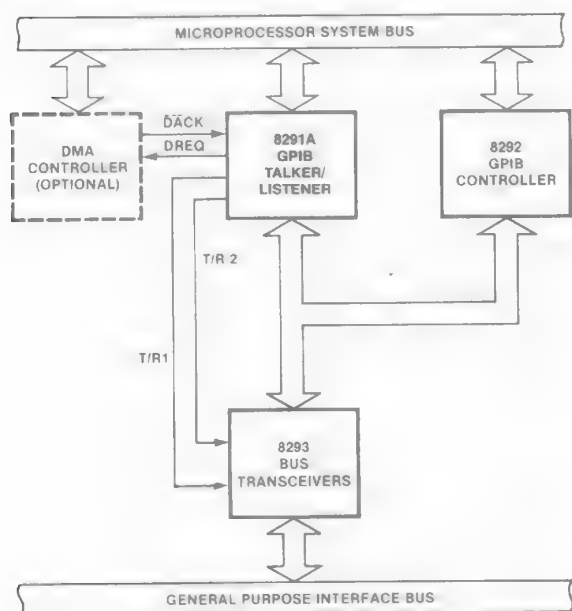 MICROPROCESSOR SYSTEM BUS
DMA
CONTROLLER
(OPTIONAL)
DACK
DREQ
8291A
GPIB
TALKER/
LISTENER
8292
GPIB
CONTROLLER
T/R 2
T/R1
8293
BUS
TRANSCEIVERS
GENERAL PURPOSE INTERFACE BUS